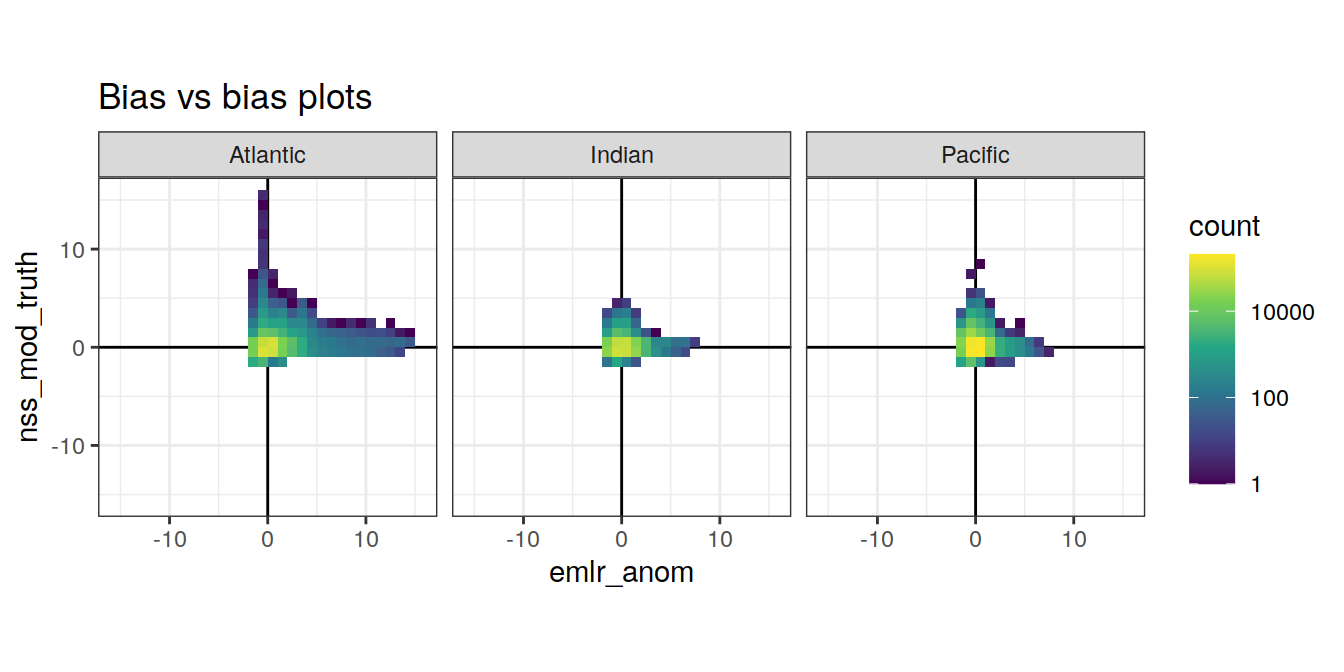 Bias vs bias plots
Atlantic
Indian
Pacific
nss_mod_truth
10
0
-10
-10 0 10
-10 0 10
-10 0 10
emlr_anom
count
10000
100
1